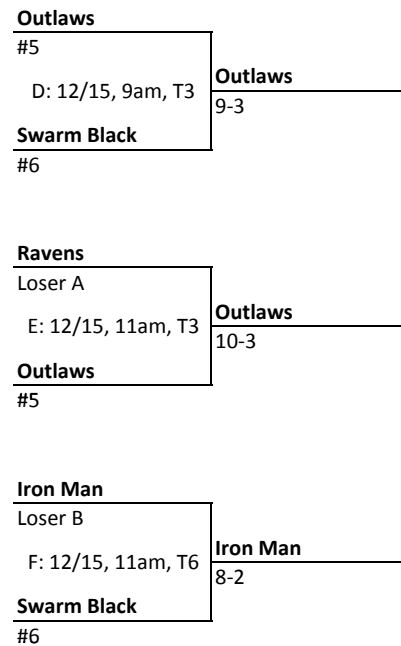 Outlaws
#5
D: 12/15, 9am, T3
Outlaws
9-3
Swarm Black
#6
Ravens
Loser A
E: 12/15, 11am, T3
Outlaws
10-3
Outlaws
#5
Iron Man
Loser B
F: 12/15, 11am, T6
Iron Man
8-2
Swarm Black
#6